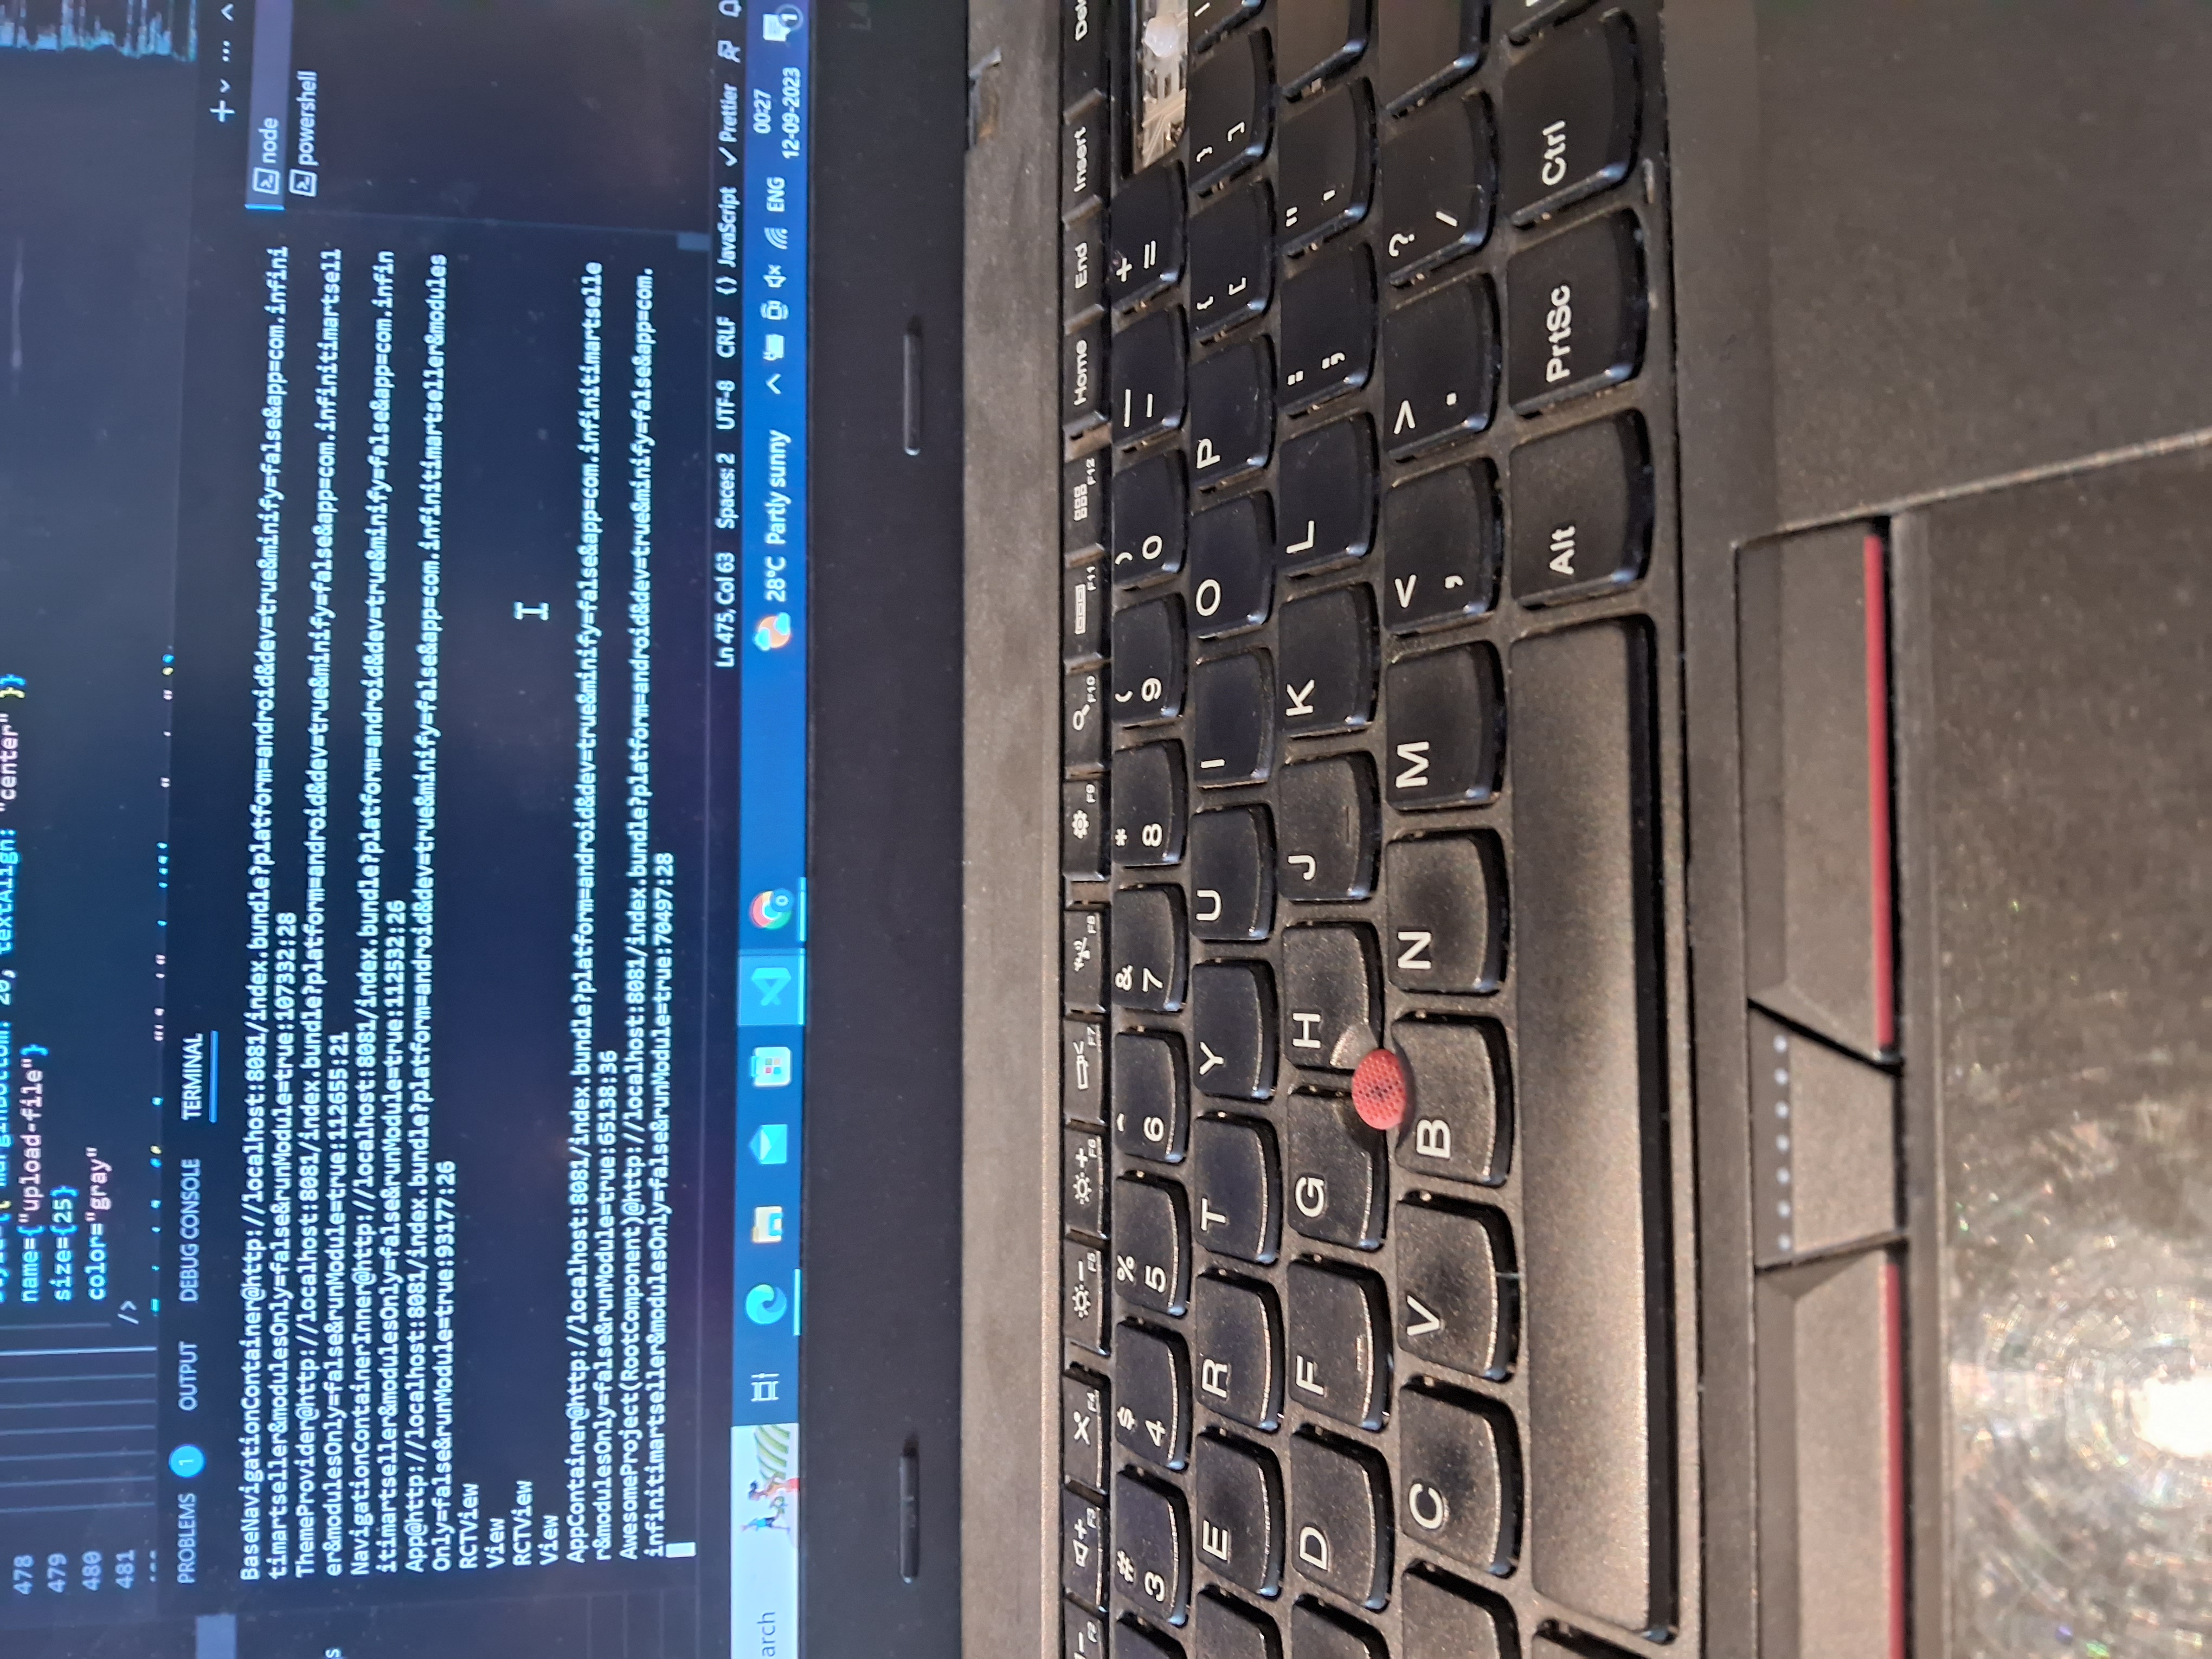 478
name={"upload-file"}
479
size={25}
480
color="gray"
481
/>
PROBLEMS 1 OUTPUT DEBUG CONSOLE TERMINAL
BaseNavigationContainer@http://localhost:8081/index.bundle?platform=android&dev=true&minify=false&app=com.infini
timartseller&modulesOnly=false&runModule=true:107332:28
ThemeProvider@http://localhost:8081/index.bundle?platform=android&dev=true&minify=false&app=com.infinitimartsell
er&modulesOnly=false&runModule=true:112655:21
NavigationContainerInner@http://localhost:8081/index.bundle?platform=android&dev=true&minify=false&app=com.infin
itimartseller&modulesOnly=false&runModule=true:112532:26
App@http://localhost:8081/index.bundle?platform=android&dev=true&minify=false&app=com.infinitimartseller&modules
Only=false&runModule=true:93177:26
RCTView
View
RCTView
View
AppContainer@http://localhost:8081/index.bundle?platform=android&dev=true&minify=false&app=com.infinitimartselle
r&modulesOnly=false&runModule=true:65138:36
AwesomeProject(RootComponent)@http://localhost:8081/index.bundle?platform=android&dev=true&minify=false&app=com.
infinitimartseller&modulesOnly=false&runModule=true:70497:28
node
powershell
Ln 475, Col 63 Spaces: 2 UTF-8 CRLF {} JavaScript Prettier
arch 28°C Partly sunny ENG 00:27
12-09-2023
1
F2 F3 F4 F5 F6 F7 F8 F9 F10 F11 F12 Home End Insert
# $ % ^ & * ( ) _ +
3 4 5 6 7 8 9 0 - =
E R T Y U I O P { }
[ ]
D F G H J K L : "
; '
C V B N M < > ?
, . /
Alt PrtSc Ctrl